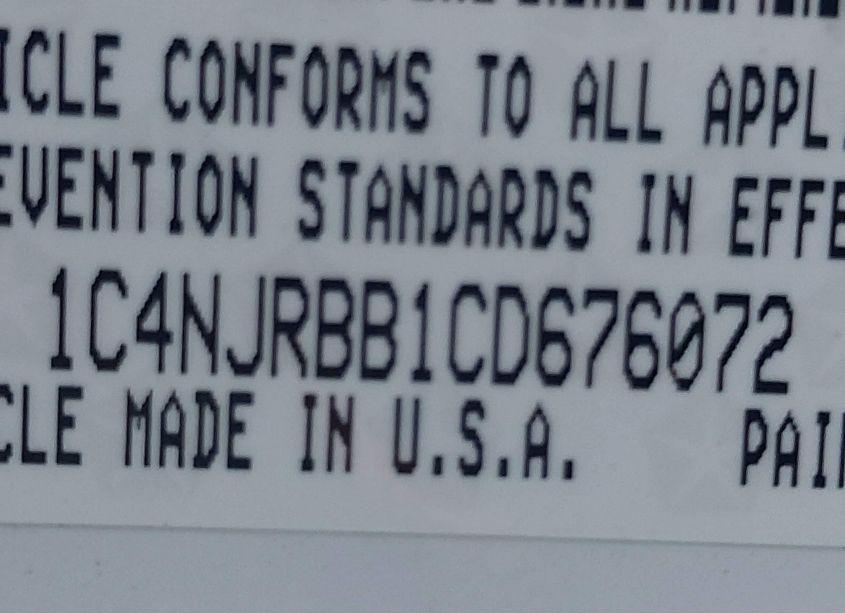 ICLE CONFORMS TO ALL APPL.
EVENTION STANDARDS IN EFFE
1C4NJRBB1CD676072
CLE MADE IN U.S.A. PAI